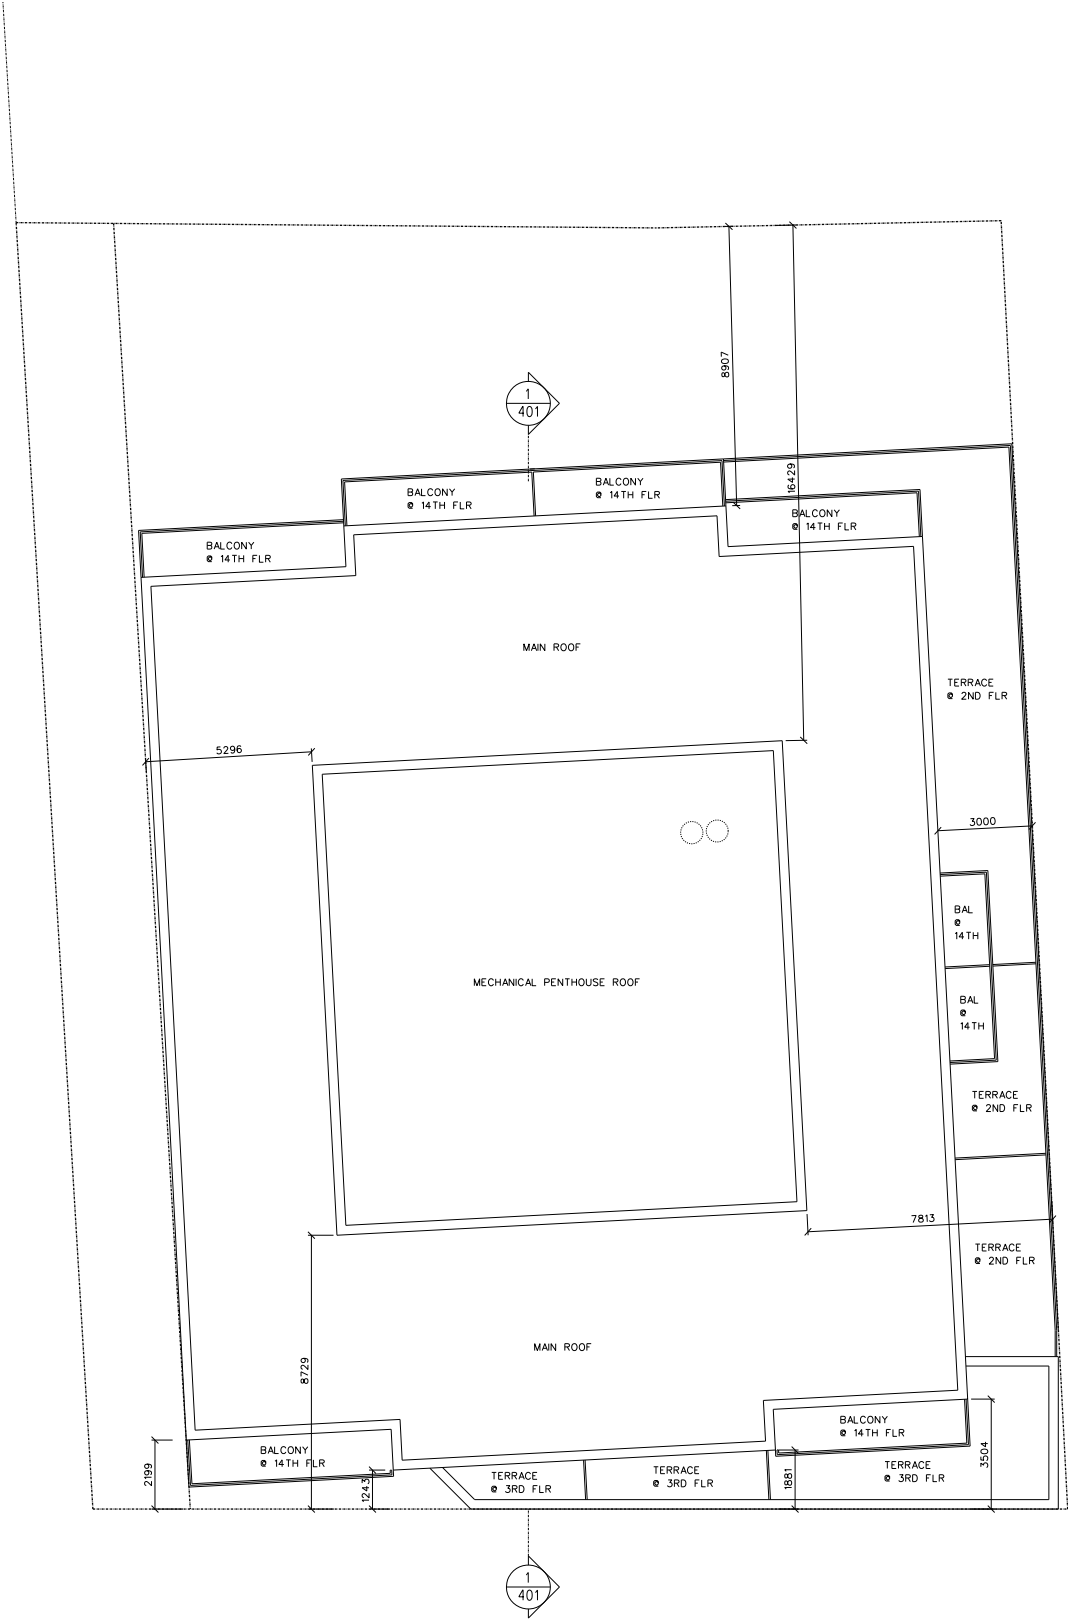 8907
1
401
16429
BALCONY
@ 14TH FLR
BALCONY
@ 14TH FLR
BALCONY
@ 14TH FLR
BALCONY
@ 14TH FLR
MAIN ROOF
TERRACE
@ 2ND FLR
5296
3000
BAL
@
14TH
MECHANICAL PENTHOUSE ROOF
BAL
@
14TH
TERRACE
@ 2ND FLR
7813
TERRACE
@ 2ND FLR
MAIN ROOF
8729
BALCONY
@ 14TH FLR
BALCONY
@ 14TH FLR
3504
2199
1243
TERRACE
@ 3RD FLR
TERRACE
@ 3RD FLR
1881
TERRACE
@ 3RD FLR
1
401